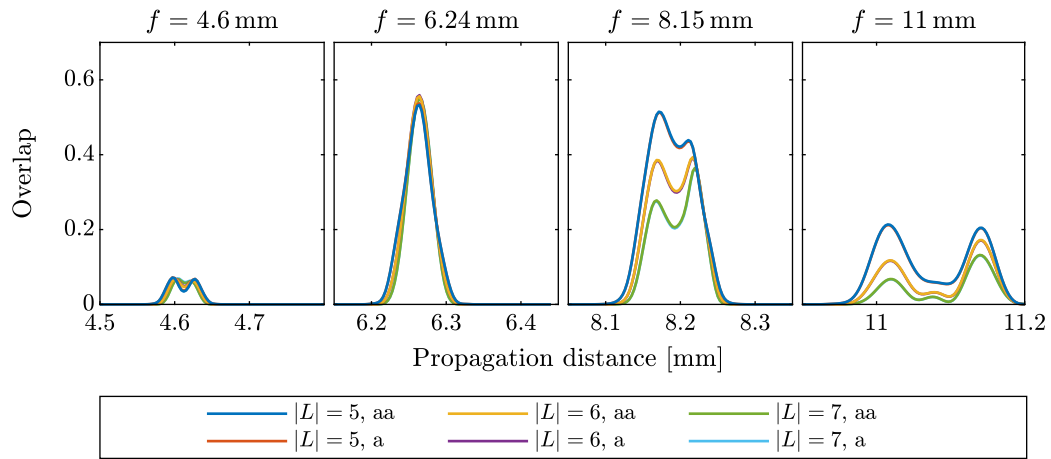 f = 4.6 mm
f = 6.24 mm
f = 8.15 mm
f = 11 mm
Overlap
0.6
0.4
0.2
0
4.5 4.6 4.7
6.2 6.3 6.4
8.1 8.2 8.3
11 11.2
Propagation distance [mm]
|L| = 5, aa |L| = 6, aa |L| = 7, aa
|L| = 5, a |L| = 6, a |L| = 7, a